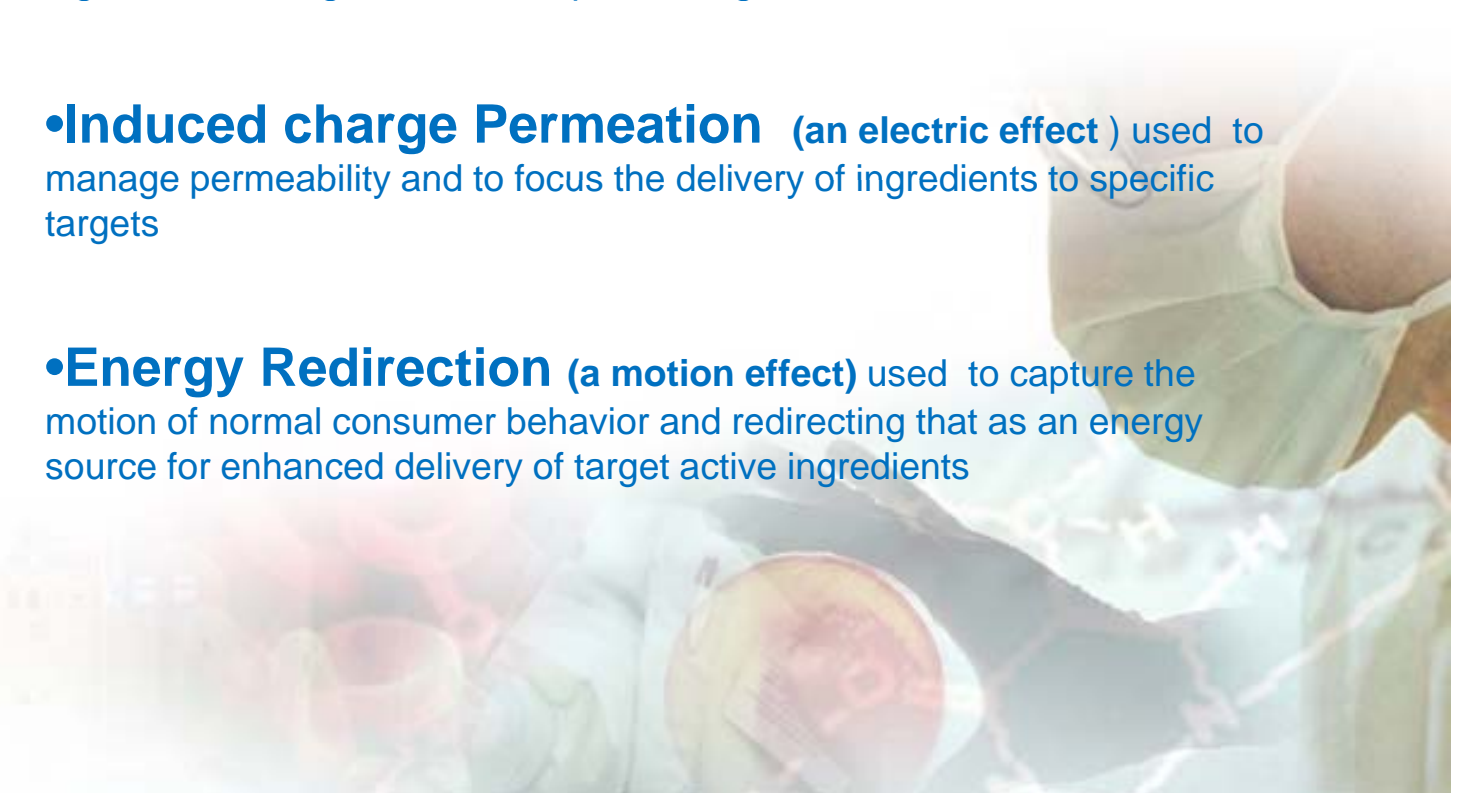 •Induced charge Permeation (an electric effect ) used to
manage permeability and to focus the delivery of ingredients to specific
targets
•Energy Redirection (a motion effect) used to capture the
motion of normal consumer behavior and redirecting that as an energy
source for enhanced delivery of target active ingredients